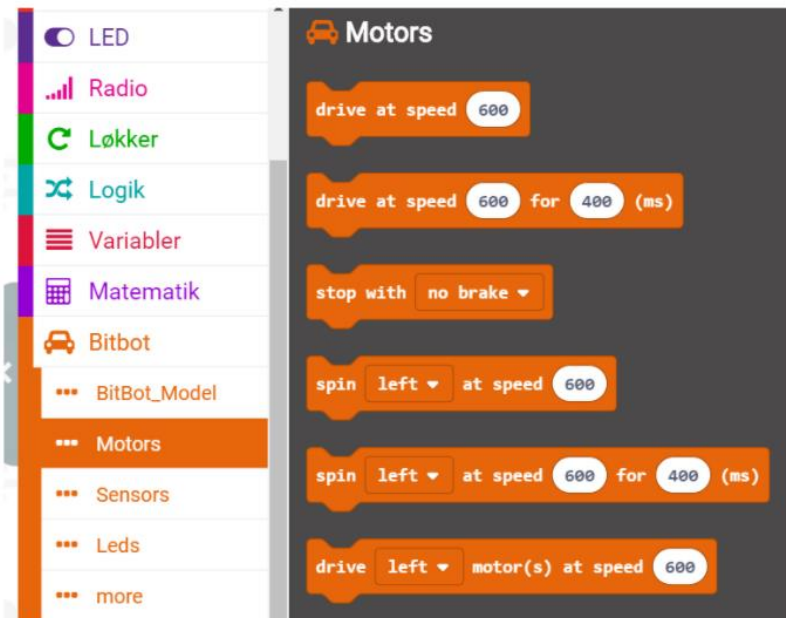 LED
Radio
Løkker
Logik
Variabler
Matematik
Bitbot
BitBot_Model
Motors
Sensors
Leds
more
Motors
drive at speed 600
drive at speed 600 for 400 (ms)
stop with no brake
spin left at speed 600
spin left at speed 600 for 400 (ms)
drive left motor(s) at speed 600